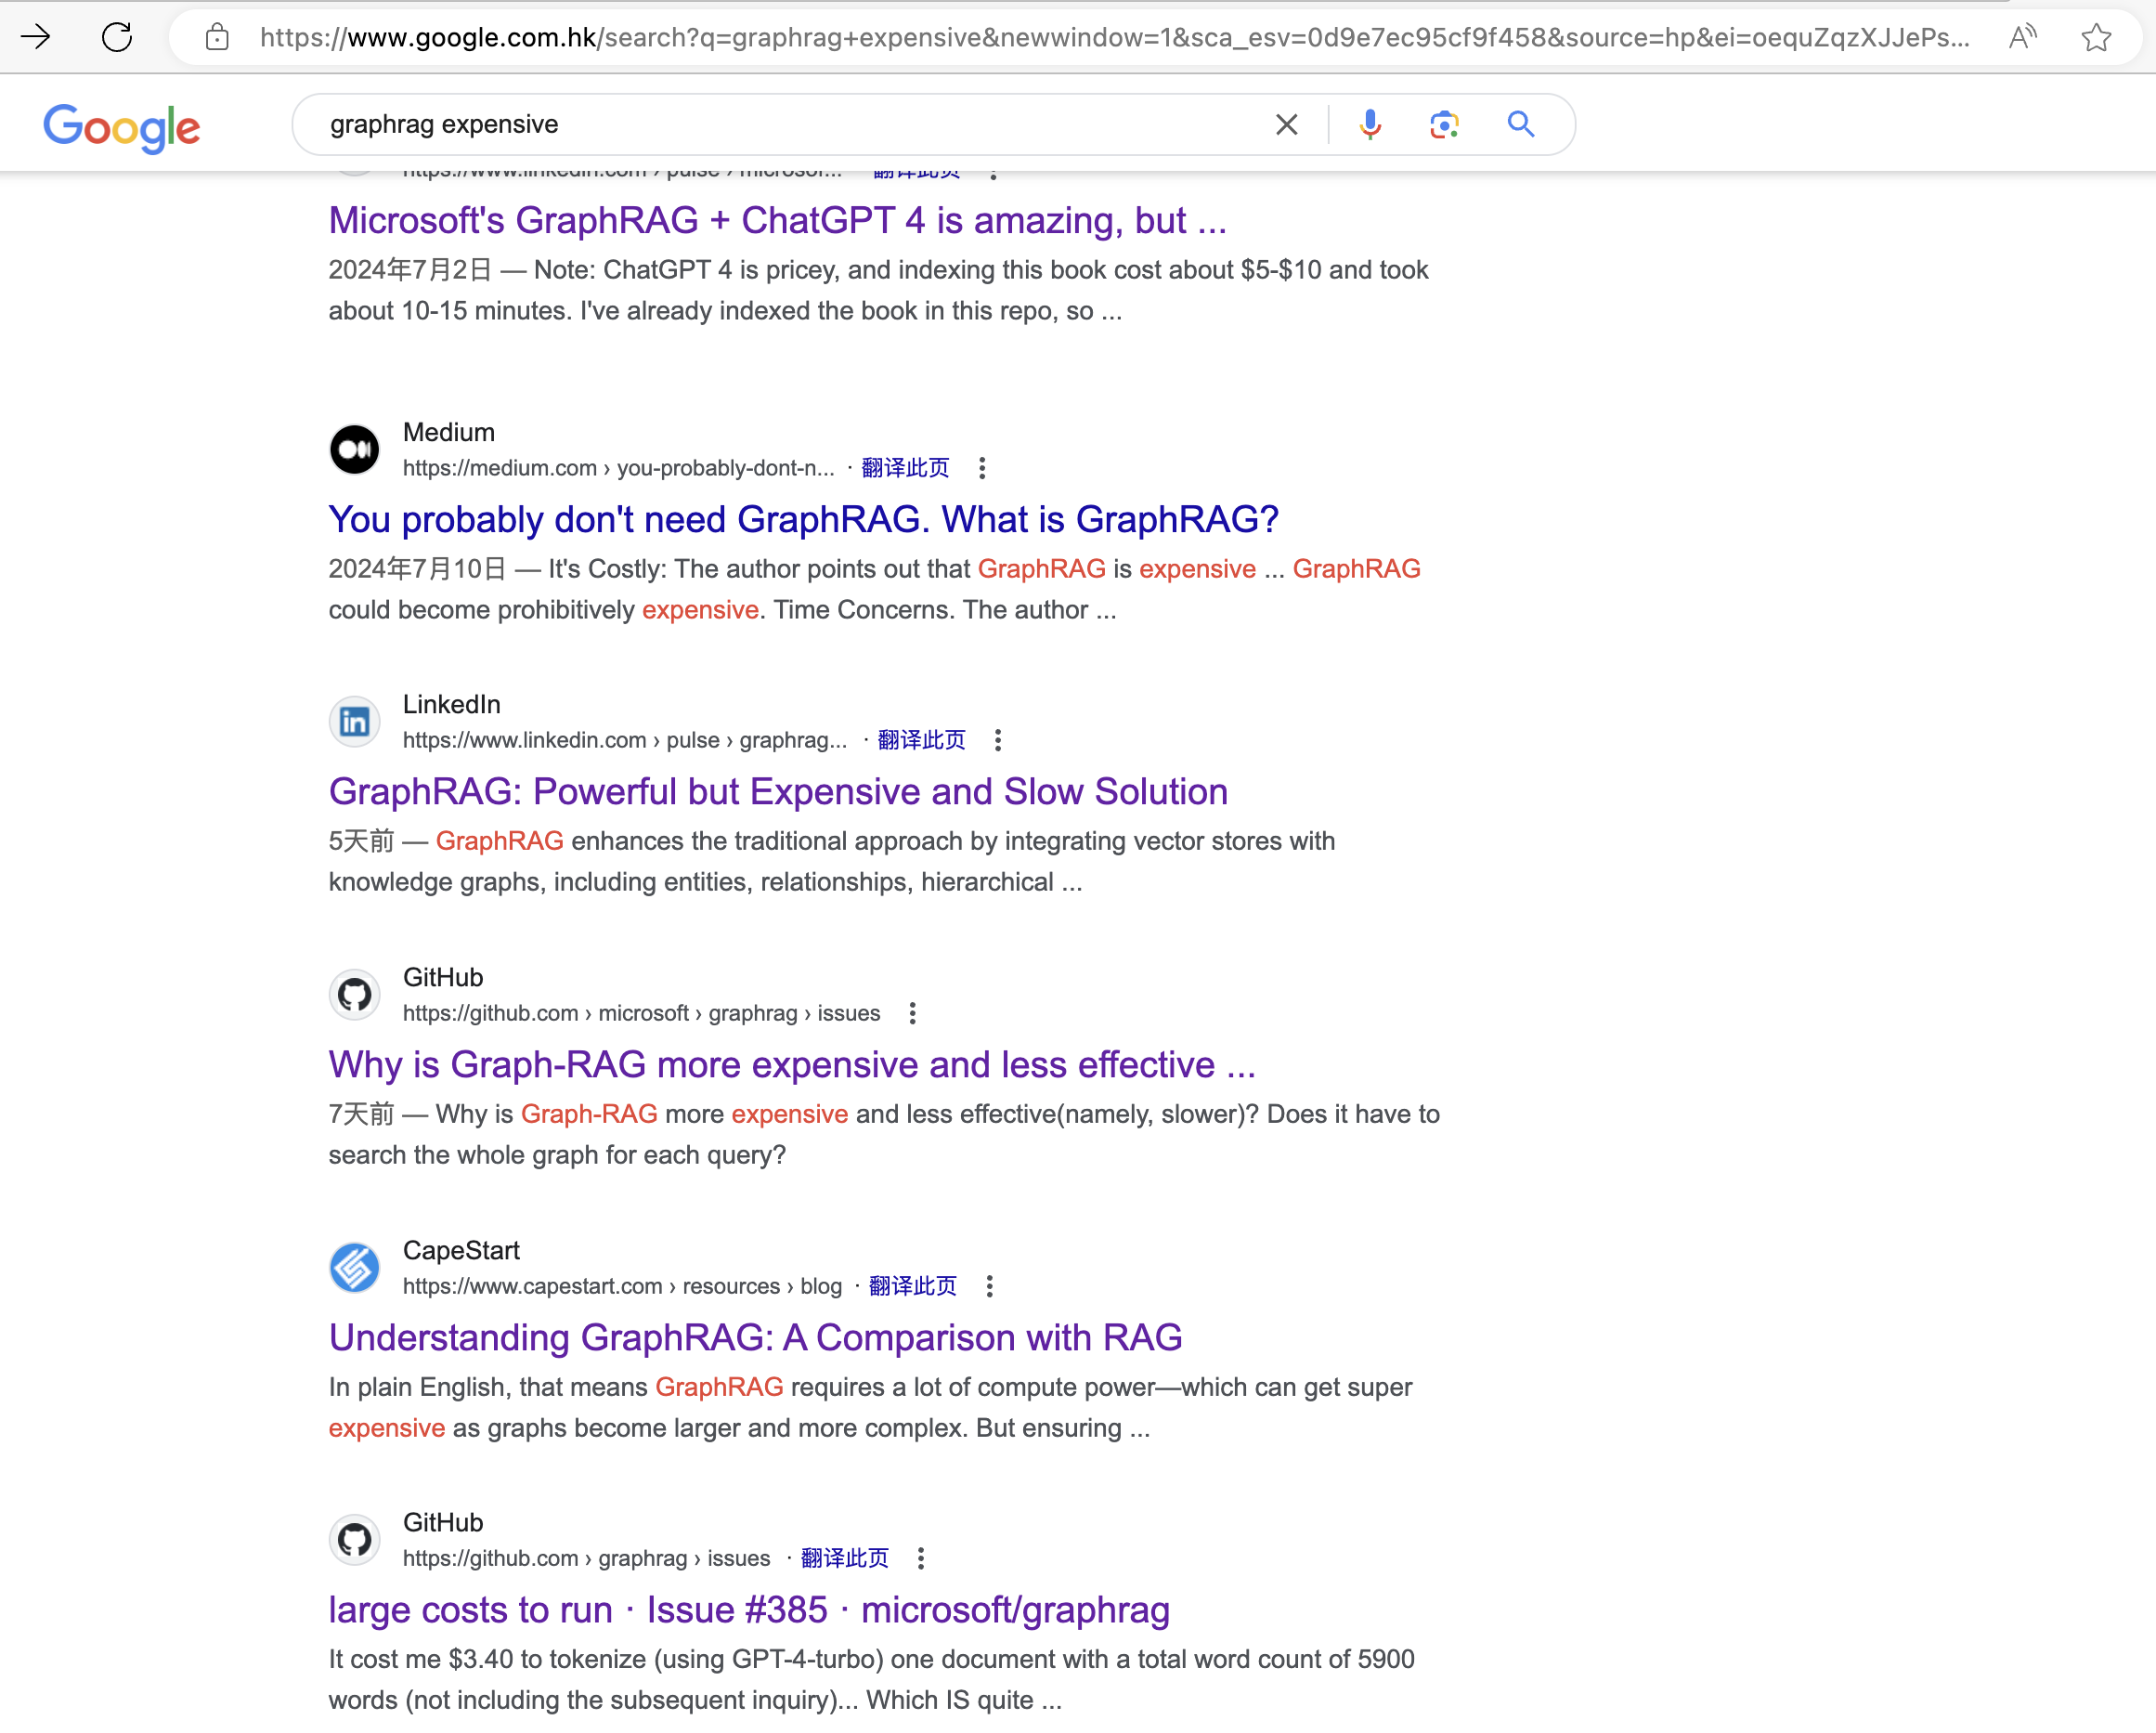 https://www.google.com.hk/search?q=graphrag+expensive&newwindow=1&sca_esv=0d9e7ec95cf9f458&source=hp&ei=oequZqzXJJePs...
Google
graphrag expensive
https://www.linkedin.com › pulse › microsof... 翻译此页
Microsoft's GraphRAG + ChatGPT 4 is amazing, but ...
2024年7月2日 — Note: ChatGPT 4 is pricey, and indexing this book cost about $5-$10 and took
about 10-15 minutes. I've already indexed the book in this repo, so ...
Medium
https://medium.com › you-probably-dont-n... · 翻译此页
You probably don't need GraphRAG. What is GraphRAG?
2024年7月10日 — It's Costly: The author points out that GraphRAG is expensive ... GraphRAG
could become prohibitively expensive. Time Concerns. The author ...
LinkedIn
https://www.linkedin.com › pulse › graphrag... · 翻译此页
GraphRAG: Powerful but Expensive and Slow Solution
5天前 — GraphRAG enhances the traditional approach by integrating vector stores with
knowledge graphs, including entities, relationships, hierarchical ...
GitHub
https://github.com › microsoft › graphrag › issues
Why is Graph-RAG more expensive and less effective ...
7天前 — Why is Graph-RAG more expensive and less effective(namely, slower)? Does it have to
search the whole graph for each query?
CapeStart
https://www.capestart.com › resources › blog · 翻译此页
Understanding GraphRAG: A Comparison with RAG
In plain English, that means GraphRAG requires a lot of compute power—which can get super
expensive as graphs become larger and more complex. But ensuring ...
GitHub
https://github.com › graphrag › issues · 翻译此页
large costs to run · Issue #385 · microsoft/graphrag
It cost me $3.40 to tokenize (using GPT-4-turbo) one document with a total word count of 5900
words (not including the subsequent inquiry)... Which IS quite ...